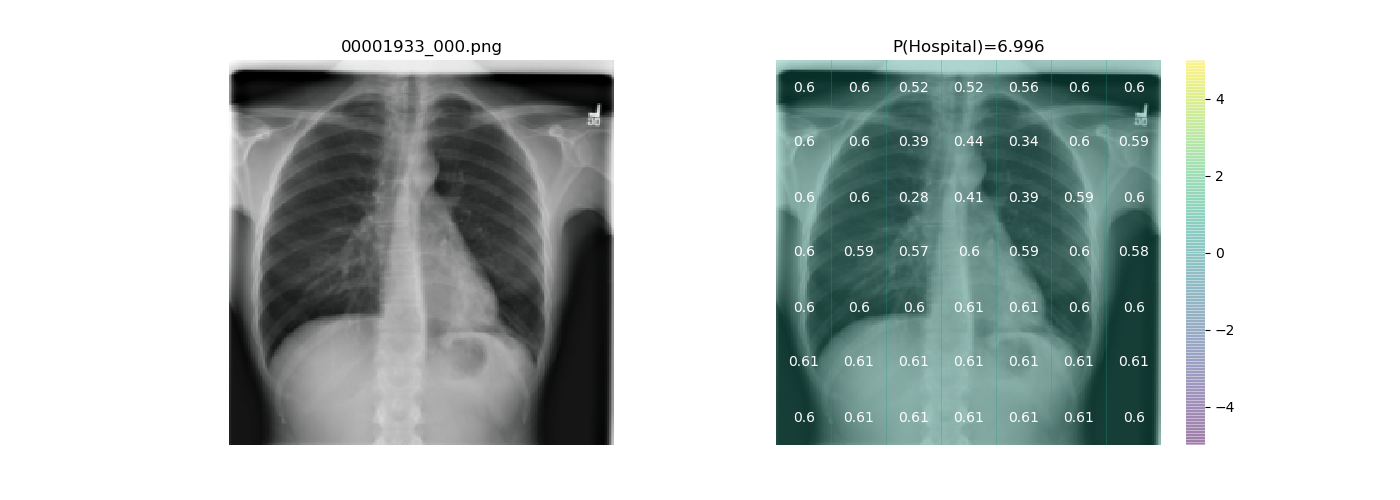 00001933_000.png
P(Hospital)=6.996
0.6 0.6 0.52 0.52 0.56 0.6 0.6
0.6 0.6 0.39 0.44 0.34 0.6 0.59
0.6 0.6 0.28 0.41 0.39 0.59 0.6
0.6 0.59 0.57 0.6 0.59 0.6 0.58
0.6 0.6 0.6 0.61 0.61 0.6 0.6
0.61 0.61 0.61 0.61 0.61 0.61 0.61
0.6 0.61 0.61 0.61 0.61 0.61 0.6
4
2
0
−2
−4